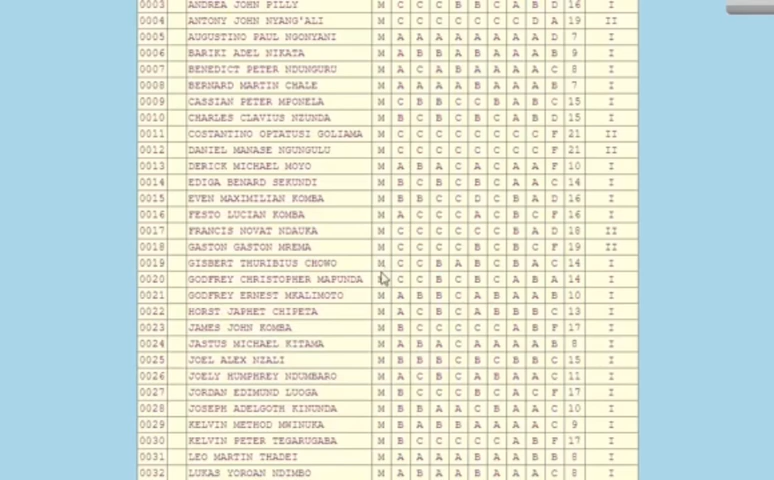 0003 ANDREA JOHN PILLY M C C C B B C A B D 16 I
0004 ANTONY JOHN NYANG'ALI M C C C C C C C D A 19 II
0005 AUGUSTINO PAUL NGONYANI M A A A A A A A A D 7 I
0006 BARIKI ADEL NIKATA M A B B A B A A A B 9 I
0007 BENEDICT PETER NDUNGURU M A C A B A A A A C 8 I
0008 BERNARD MARTIN CHALE M A A A A B A A A B 7 I
0009 CASSIAN PETER MPONELA M C B B C C B A B C 15 I
0010 CHARLES CLAVIUS NZUNDA M B C B C B C A B D 15 I
0011 COSTANTINO OPTATUSI GOLIAMA M C C C C C C C C F 21 II
0012 DANIEL MANASE NGUNGULU M C C C C C C C C F 21 II
0013 DERICK MICHAEL MOYO M A B A C A C A A F 10 I
0014 EDIGA BENARD SEKUNDI M B C B C B C A A C 14 I
0015 EVEN MAXIMILIAN KOMBA M B B C C D C B A D 16 I
0016 FESTO LUCIAN KOMBA M A C C C A C B C F 16 I
0017 FRANCIS NOVAT NDAUKA M C C C C C C B A D 18 II
0018 GASTON GASTON MREMA M C C C C B C B C F 19 II
0019 GISBERT THURIBIUS CHOWO M C C B A B C B A C 14 I
0020 GODFREY CHRISTOPHER MAPUNDA C C B C B C A B A 14 I
0021 GODFREY ERNEST MKALIMOTO M A B B C A B A A B 10 I
0022 HORST JAPHET CHIPETA M A C B C A B B B C 13 I
0023 JAMES JOHN KOMBA M B C C C C C A B F 17 I
0024 JASTUS MICHAEL KITAMA M A B A C A A A A B 8 I
0025 JOEL ALEX NZALI M B B B C B C B B C 15 I
0026 JOELY HUMPHREY NDUMBARO M A C B C A B A A C 11 I
0027 JORDAN EDIMUND LUOGA M B C C C B C A C F 17 I
0028 JOSEPH ADELGOTH KINUNDA M B B A A C B A A C 10 I
0029 KELVIN METHOD MWINUKA M B A B B A A A A C 9 I
0030 KELVIN PETER TEGARUGABA M B C C C C C A B F 17 I
0031 LEO MARTIN THADEI M A A A A B A A B B 8 I
0032 LUKAS YOROAN NDIMBO M A B A A B A A A C 8 I